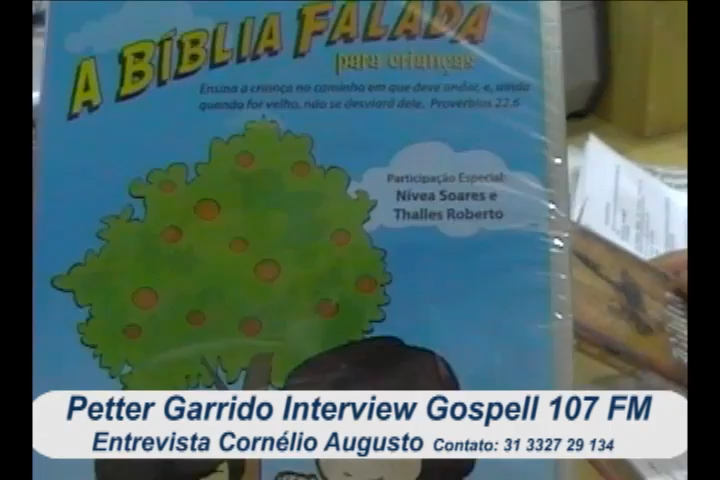 A BÍBLIA FALADA
para crianças
Ensina a criança no caminho em que deve andar, e, ainda
quando for velho, não se desviará dele. Provérbios 22.6
Participação Especial:
Nívea Soares e
Thalles Roberto
Petter Garrido Interview Gospell 107 FM
Entrevista Cornélio Augusto Contato: 31 3327 29 134